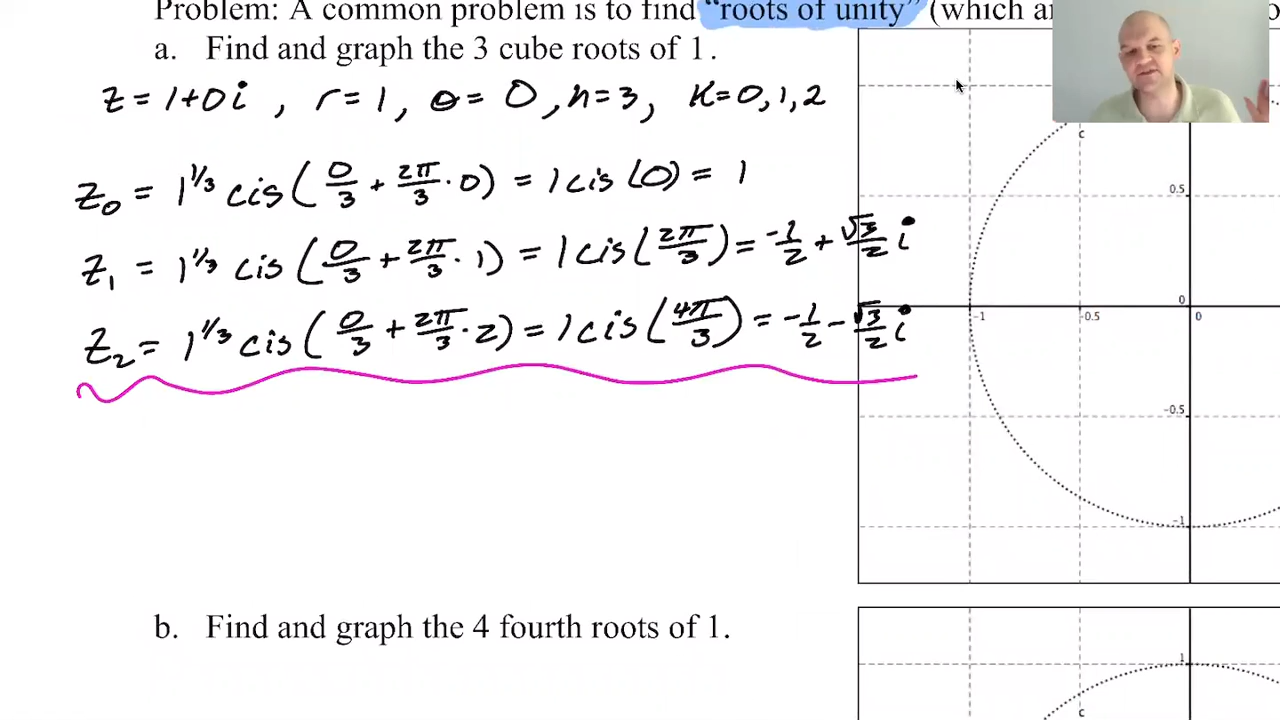 Problem: A common problem is to find “roots of unity” (which ar
a. Find and graph the 3 cube roots of 1.
z = 1+0i , r = 1 , θ = 0 , n = 3 , K = 0, 1, 2
z₀ = 1^(1/3) cis (0/3 + 2π/3 · 0) = 1 cis (0) = 1
z₁ = 1^(1/3) cis (0/3 + 2π/3 · 1) = 1 cis (2π/3) = -1/2 + √3/2 i
z₂ = 1^(1/3) cis (0/3 + 2π/3 · 2) = 1 cis (4π/3) = -1/2 - √3/2 i
c
0.5
0
-1 -0.5 0
-0.5
-1
b. Find and graph the 4 fourth roots of 1.
1
c